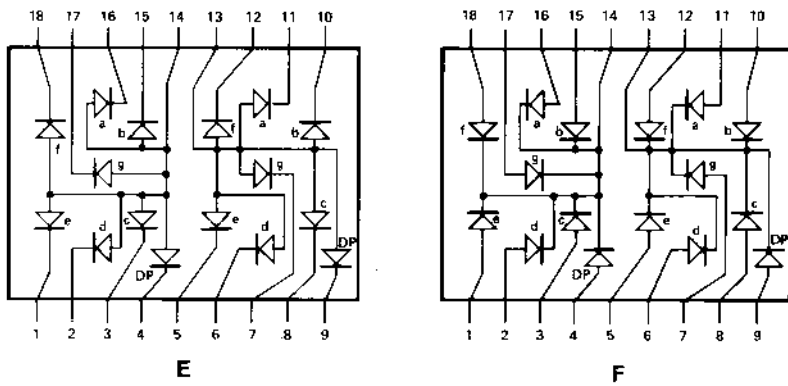 18 17 16 15 14 13 12 11 10 18 17 16 15 14 13 12 11 10
a a a a
b f b f b f b
f
g g g g
e c e c e c e c
d d d d
DP DP DP DP
1 2 3 4 5 6 7 8 9 1 2 3 4 5 6 7 8 9
E F